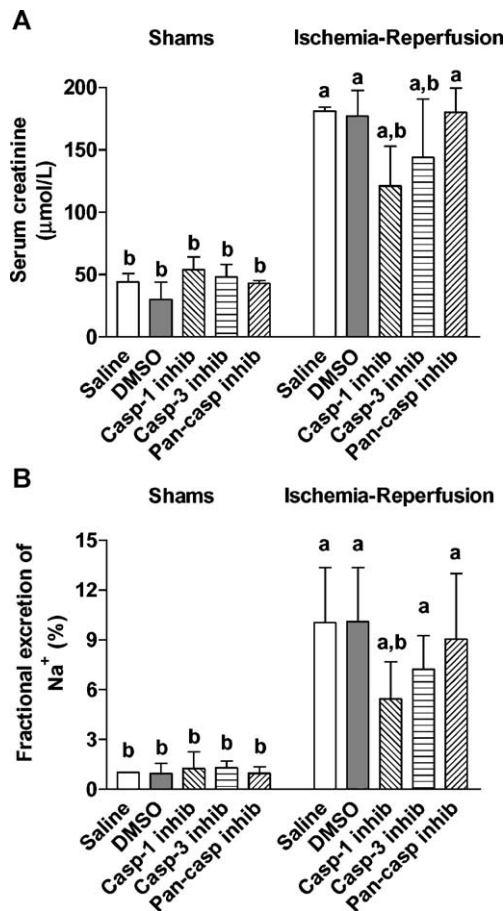 A
Shams
Ischemia-Reperfusion
Serum creatinine
(μmol/L)
200
150
100
50
0
b
b
b
b
b
a
a
a,b
a,b
a
Saline
DMSO
Casp-1 inhib
Casp-3 inhib
Pan-casp inhib
Saline
DMSO
Casp-1 inhib
Casp-3 inhib
Pan-casp inhib
B
Shams
Ischemia-Reperfusion
Fractional excretion of
Na⁺ (%)
15
12
9
6
3
0
b
b
b
b
b
a
a
a,b
a
a
Saline
DMSO
Casp-1 inhib
Casp-3 inhib
Pan-casp inhib
Saline
DMSO
Casp-1 inhib
Casp-3 inhib
Pan-casp inhib